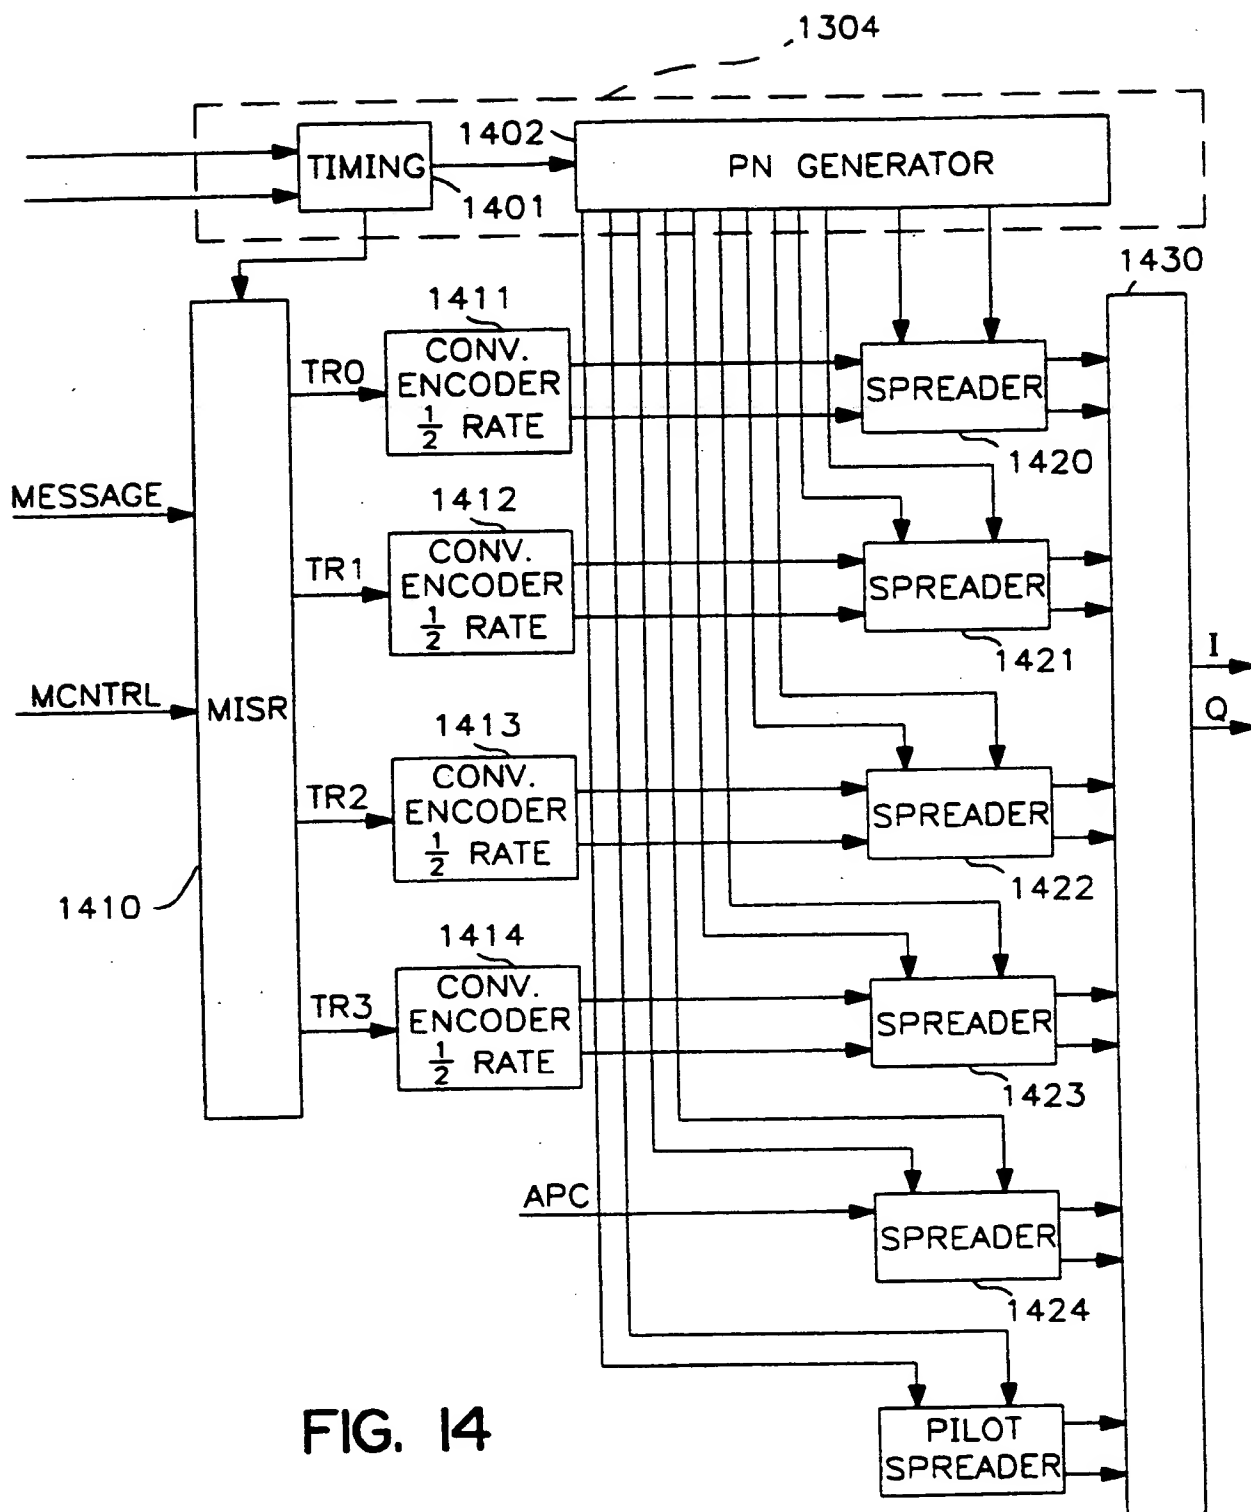 1304
1402
TIMING
PN GENERATOR
1401
1430
1411
TR0
CONV.
ENCODER
1/2 RATE
SPREADER
1420
MESSAGE
1412
TR1
CONV.
ENCODER
1/2 RATE
SPREADER
1421
I
MCNTRL
MISR
Q
1413
TR2
CONV.
ENCODER
1/2 RATE
SPREADER
1422
1410
1414
TR3
CONV.
ENCODER
1/2 RATE
SPREADER
1423
APC
SPREADER
1424
FIG. 14
PILOT
SPREADER